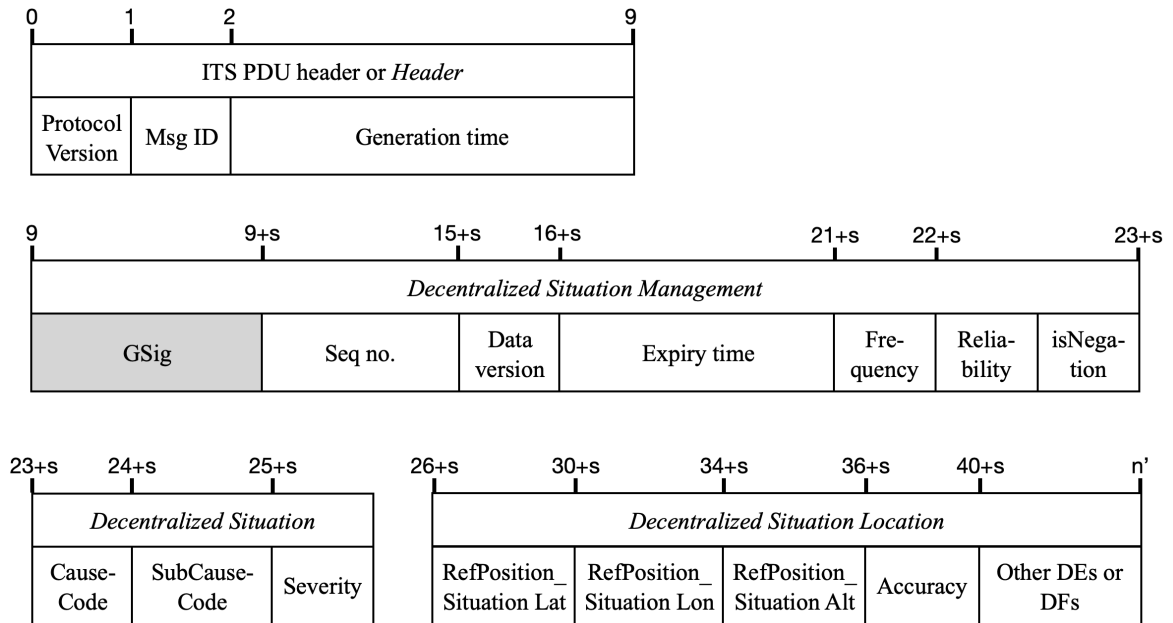 0 1 2 9
ITS PDU header or Header
Protocol Version Msg ID Generation time
9 9+s 15+s 16+s 21+s 22+s 23+s
Decentralized Situation Management
GSig Seq no. Data version Expiry time Fre- quency Relia- bility isNega- tion
23+s 24+s 25+s 26+s 30+s 34+s 36+s 40+s n’
Decentralized Situation Decentralized Situation Location
Cause- Code SubCause- Code Severity RefPosition_ Situation Lat RefPosition_ Situation Lon RefPosition_ Situation Alt Accuracy Other DEs or DFs